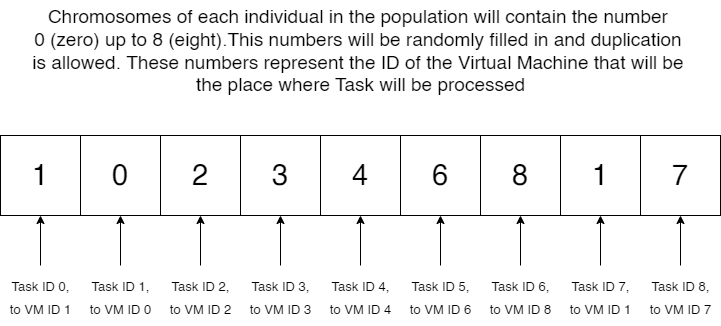 Chromosomes of each individual in the population will contain the number
0 (zero) up to 8 (eight).This numbers will be randomly filled in and duplication
is allowed. These numbers represent the ID of the Virtual Machine that will be
the place where Task will be processed
1 0 2 3 4 6 8 1 7
Task ID 0, Task ID 1, Task ID 2, Task ID 3, Task ID 4, Task ID 5, Task ID 6, Task ID 7, Task ID 8,
to VM ID 1 to VM ID 0 to VM ID 2 to VM ID 3 to VM ID 4 to VM ID 6 to VM ID 8 to VM ID 1 to VM ID 7